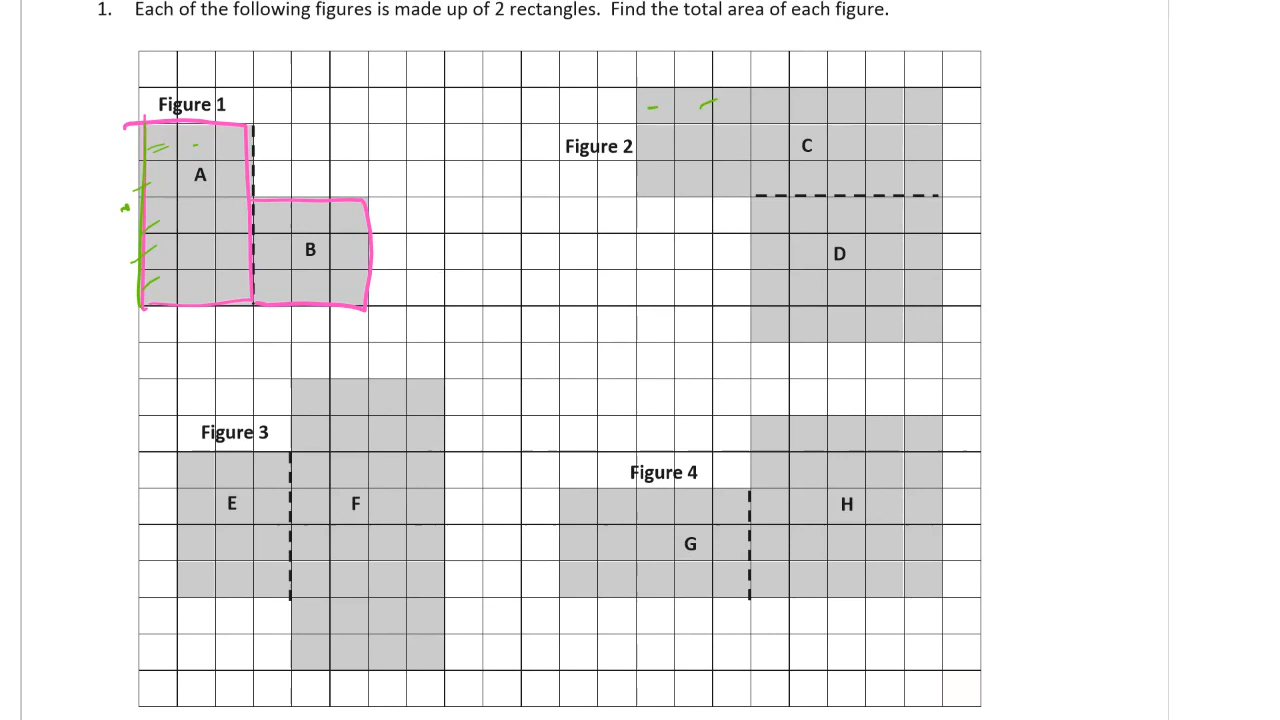 1. Each of the following figures is made up of 2 rectangles. Find the total area of each figure.
Figure 1
A
B
Figure 2
C
D
Figure 3
E
F
Figure 4
G
H